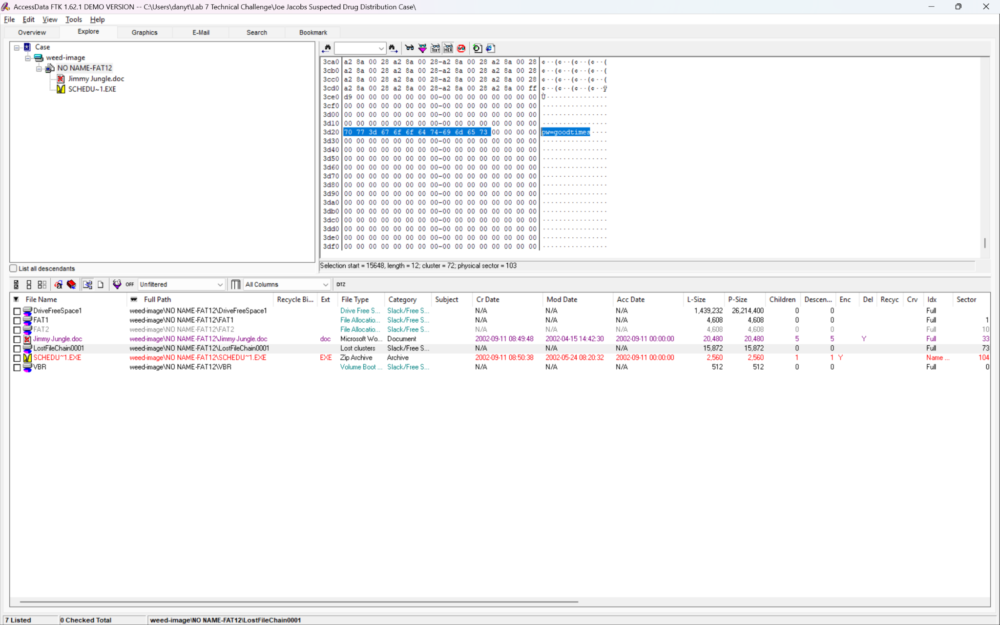 AccessData FTK 1.62.1 DEMO VERSION -- C:\Users\danyt\Lab 7 Technical Challenge\Joe Jacobs Suspected Drug Distribution Case\
File Edit View Tools Help
Overview Explore Graphics E-Mail Search Bookmark
Case
weed-image
NO NAME-FAT12
Jimmy Jungle.doc
SCHEDU~1.EXE
TEXT HEX
3ca0 a2 8a 00 28 a2 8a 00 28-a2 8a 00 28 a2 8a 00 28 ¢··(¢··(¢··(¢··(
3cb0 a2 8a 00 28 a2 8a 00 28-a2 8a 00 28 a2 8a 00 28 ¢··(¢··(¢··(¢··(
3cc0 a2 8a 00 28 a2 8a 00 28-a2 8a 00 28 a2 8a 00 28 ¢··(¢··(¢··(¢··(
3cd0 a2 8a 00 28 a2 8a 00 28-a2 8a 00 28 a2 8a 00 ff ¢··(¢··(¢··(¢··ÿ
3ce0 d9 00 00 00 00 00 00 00-00 00 00 00 00 00 00 00 Ù···············
3cf0 00 00 00 00 00 00 00 00-00 00 00 00 00 00 00 00 ················
3d00 00 00 00 00 00 00 00 00-00 00 00 00 00 00 00 00 ················
3d10 00 00 00 00 00 00 00 00-00 00 00 00 00 00 00 00 ················
3d20 70 77 3d 67 6f 6f 64 74-69 6d 65 73 00 00 00 00 pw=goodtimes····
3d30 00 00 00 00 00 00 00 00-00 00 00 00 00 00 00 00 ················
3d40 00 00 00 00 00 00 00 00-00 00 00 00 00 00 00 00 ················
3d50 00 00 00 00 00 00 00 00-00 00 00 00 00 00 00 00 ················
3d60 00 00 00 00 00 00 00 00-00 00 00 00 00 00 00 00 ················
3d70 00 00 00 00 00 00 00 00-00 00 00 00 00 00 00 00 ················
3d80 00 00 00 00 00 00 00 00-00 00 00 00 00 00 00 00 ················
3d90 00 00 00 00 00 00 00 00-00 00 00 00 00 00 00 00 ················
3da0 00 00 00 00 00 00 00 00-00 00 00 00 00 00 00 00 ················
3db0 00 00 00 00 00 00 00 00-00 00 00 00 00 00 00 00 ················
3dc0 00 00 00 00 00 00 00 00-00 00 00 00 00 00 00 00 ················
3dd0 00 00 00 00 00 00 00 00-00 00 00 00 00 00 00 00 ················
3de0 00 00 00 00 00 00 00 00-00 00 00 00 00 00 00 00 ················
3df0 00 00 00 00 00 00 00 00-00 00 00 00 00 00 00 00 ················
Selection start = 15648, length = 12; cluster = 72; physical sector = 103
List all descendants
OFF Unfiltered All Columns DTZ
File Name Full Path Recycle Bi... Ext File Type Category Subject Cr Date Mod Date Acc Date L-Size P-Size Children Descen... Enc Del Recyc Crv Idx Sector
DriveFreeSpace1 weed-image\NO NAME-FAT12\DriveFreeSpace1 Drive Free S... Slack/Free S... N/A N/A N/A 1,439,232 26,214,400 0 0 Full
FAT1 weed-image\NO NAME-FAT12\FAT1 File Allocatio... Slack/Free S... N/A N/A N/A 4,608 4,608 0 0 Full 1
FAT2 weed-image\NO NAME-FAT12\FAT2 File Allocatio... Slack/Free S... N/A N/A N/A 4,608 4,608 0 0 Full 10
Jimmy Jungle.doc weed-image\NO NAME-FAT12\Jimmy Jungle.doc doc Microsoft Wo... Document 2002-09-11 08:49:48 2002-04-15 14:42:30 2002-09-11 00:00:00 20,480 20,480 5 5 Y Full 33
LostFileChain0001 weed-image\NO NAME-FAT12\LostFileChain0001 Lost clusters Slack/Free S... N/A N/A N/A 15,872 15,872 0 0 Full 73
SCHEDU~1.EXE weed-image\NO NAME-FAT12\SCHEDU~1.EXE EXE Zip Archive Archive 2002-09-11 08:50:38 2002-05-24 08:20:32 2002-09-11 00:00:00 2,560 2,560 1 1 Y Name ... 104
VBR weed-image\NO NAME-FAT12\VBR Volume Boot ... Slack/Free S... N/A N/A N/A 512 512 0 0 Full 0
7 Listed 0 Checked Total weed-image\NO NAME-FAT12\LostFileChain0001